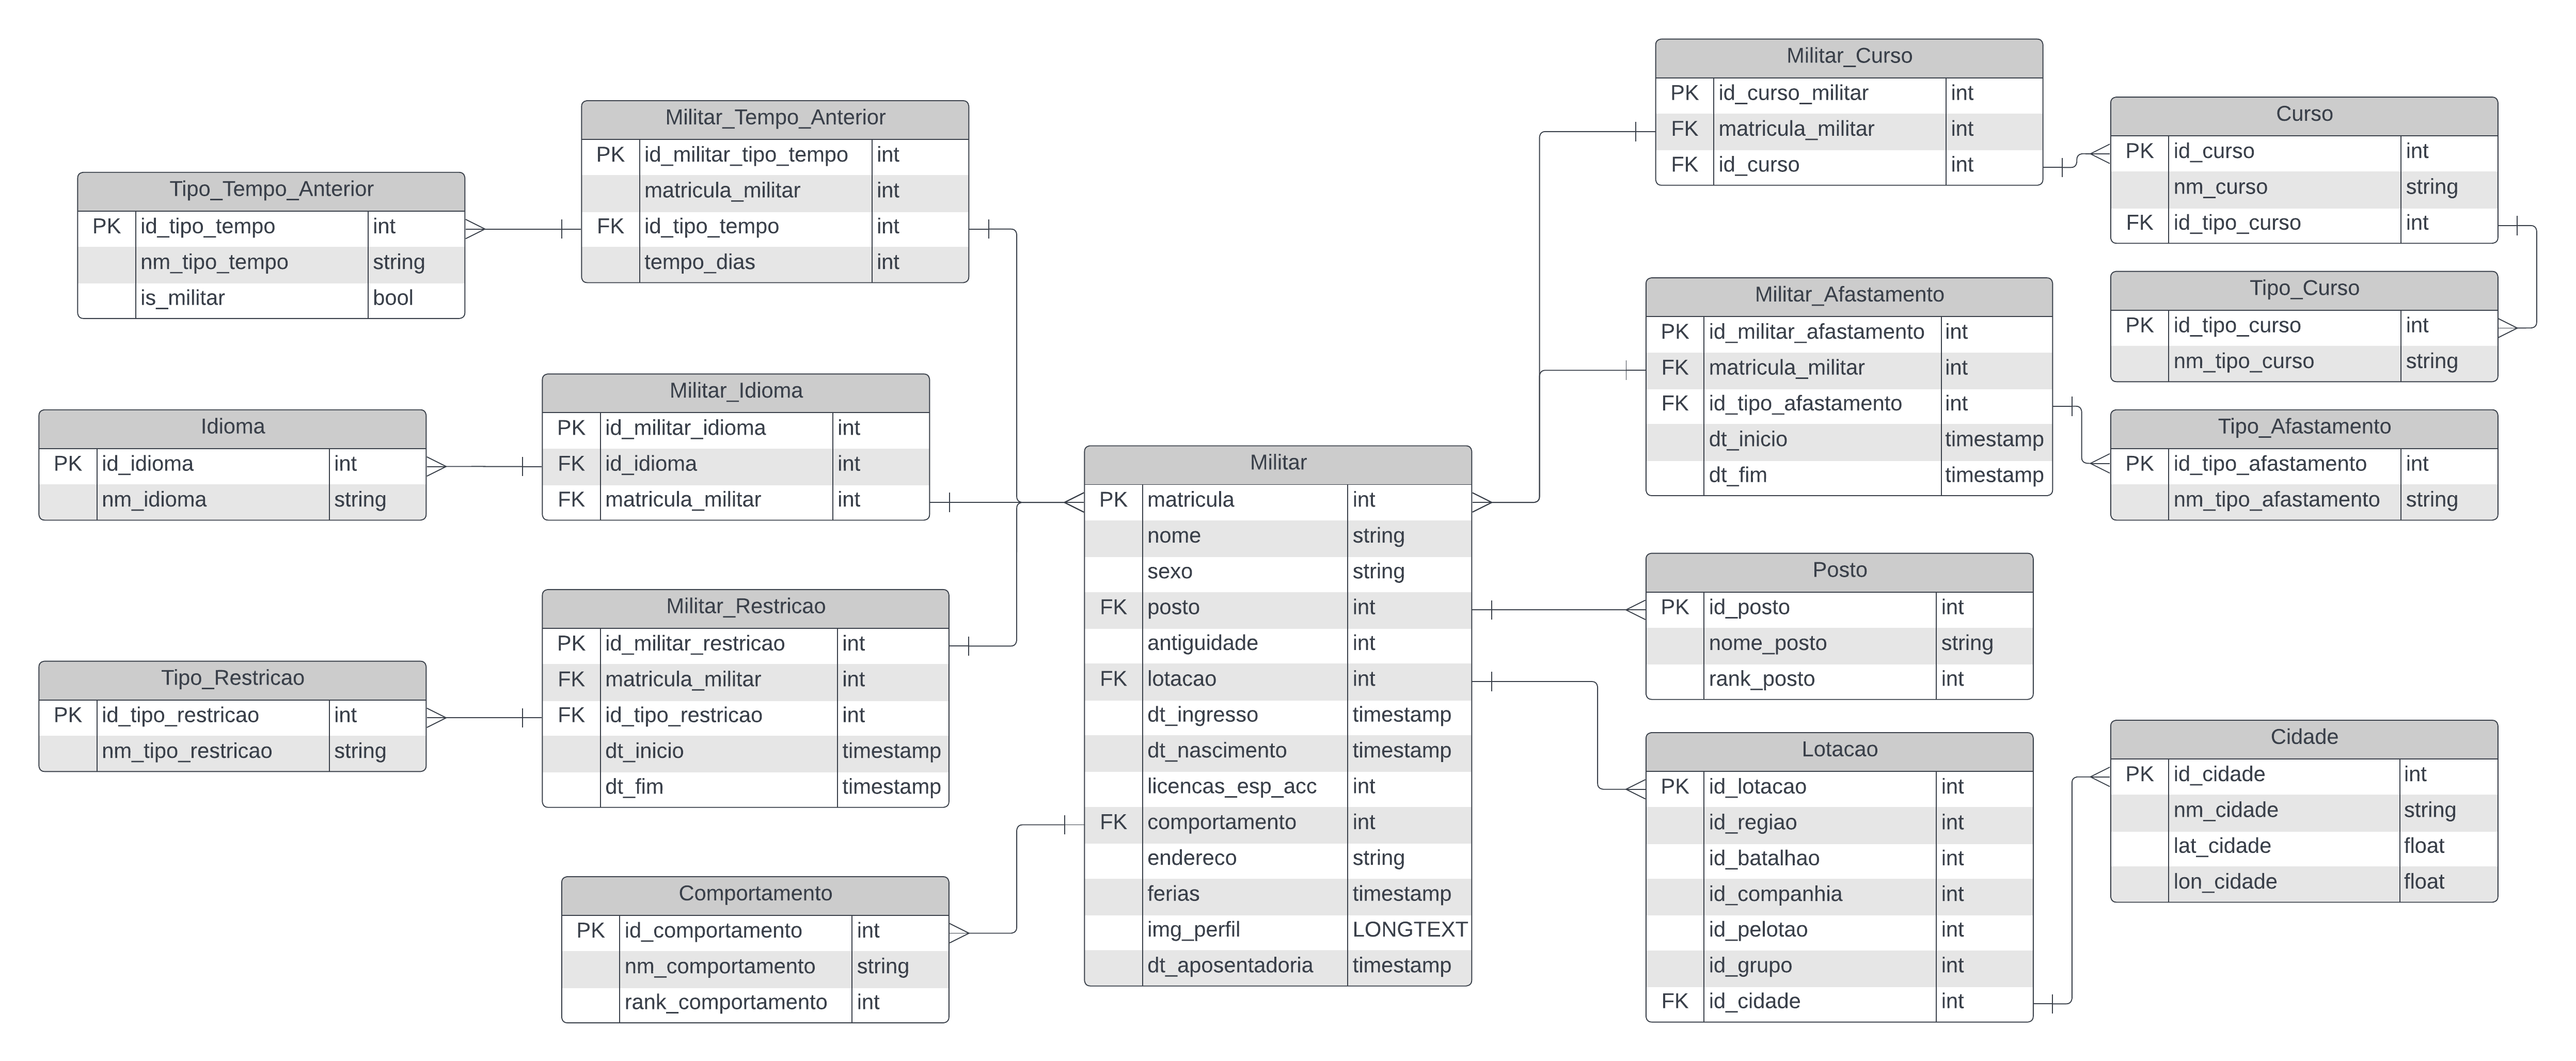 Tipo_Tempo_Anterior
PK id_tipo_tempo int
nm_tipo_tempo string
is_militar bool
Militar_Tempo_Anterior
PK id_militar_tipo_tempo int
matricula_militar int
FK id_tipo_tempo int
tempo_dias int
Idioma
PK id_idioma int
nm_idioma string
Militar_Idioma
PK id_militar_idioma int
FK id_idioma int
FK matricula_militar int
Tipo_Restricao
PK id_tipo_restricao int
nm_tipo_restricao string
Militar_Restricao
PK id_militar_restricao int
FK matricula_militar int
FK id_tipo_restricao int
dt_inicio timestamp
dt_fim timestamp
Comportamento
PK id_comportamento int
nm_comportamento string
rank_comportamento int
Militar
PK matricula int
nome string
sexo string
FK posto int
antiguidade int
FK lotacao int
dt_ingresso timestamp
dt_nascimento timestamp
licencas_esp_acc int
FK comportamento int
endereco string
ferias timestamp
img_perfil LONGTEXT
dt_aposentadoria timestamp
Militar_Curso
PK id_curso_militar int
FK matricula_militar int
FK id_curso int
Curso
PK id_curso int
nm_curso string
FK id_tipo_curso int
Tipo_Curso
PK id_tipo_curso int
nm_tipo_curso string
Militar_Afastamento
PK id_militar_afastamento int
FK matricula_militar int
FK id_tipo_afastamento int
dt_inicio timestamp
dt_fim timestamp
Tipo_Afastamento
PK id_tipo_afastamento int
nm_tipo_afastamento string
Posto
PK id_posto int
nome_posto string
rank_posto int
Lotacao
PK id_lotacao int
id_regiao int
id_batalhao int
id_companhia int
id_pelotao int
id_grupo int
FK id_cidade int
Cidade
PK id_cidade int
nm_cidade string
lat_cidade float
lon_cidade float